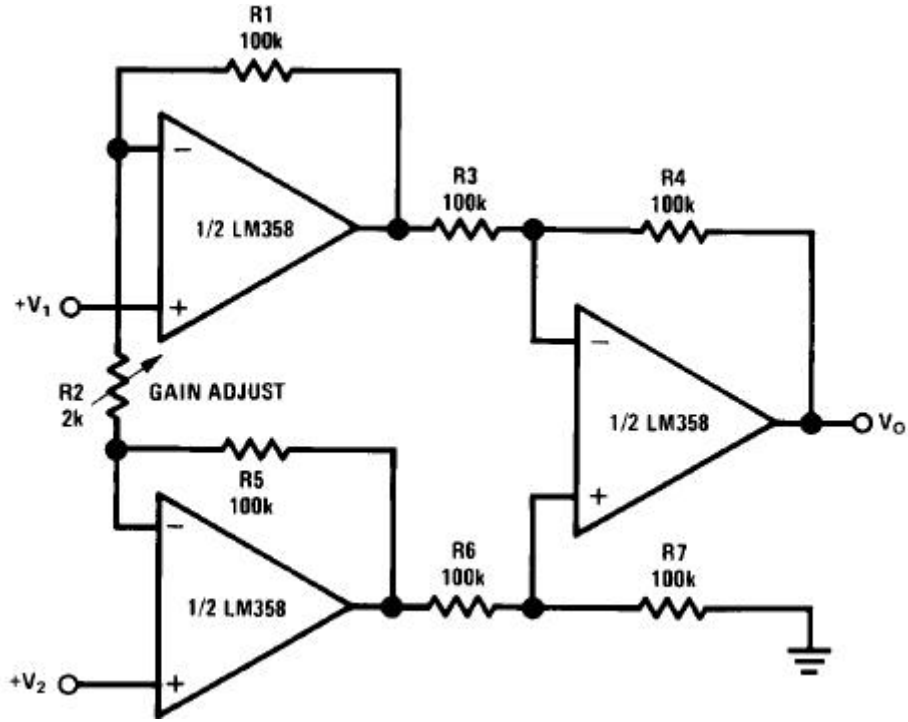 R1
100k
−
1/2 LM358
+V₁
+
R3
100k
R4
100k
R2
2k
GAIN ADJUST
−
1/2 LM358
+
V₀
R5
100k
−
1/2 LM358
+
+V₂
R6
100k
R7
100k